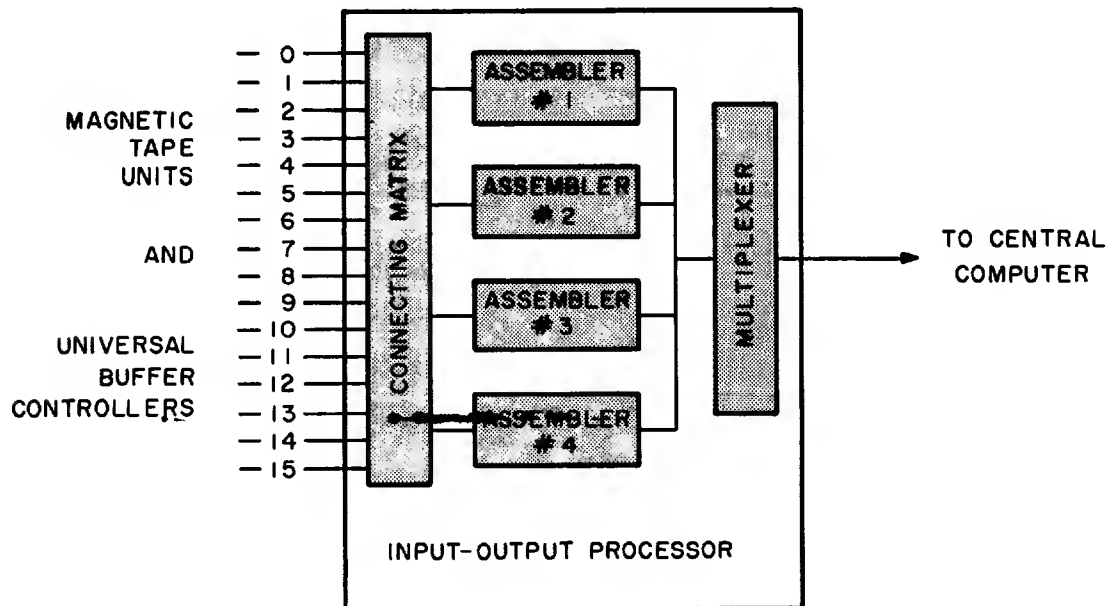 MAGNETIC
TAPE
UNITS
AND
UNIVERSAL
BUFFER
CONTROLLERS
0
1
2
3
4
5
6
7
8
9
10
11
12
13
14
15
CONNECTING MATRIX
ASSEMBLER
# 1
ASSEMBLER
# 2
ASSEMBLER
# 3
ASSEMBLER
# 4
MULTIPLEXER
TO CENTRAL
COMPUTER
INPUT-OUTPUT PROCESSOR